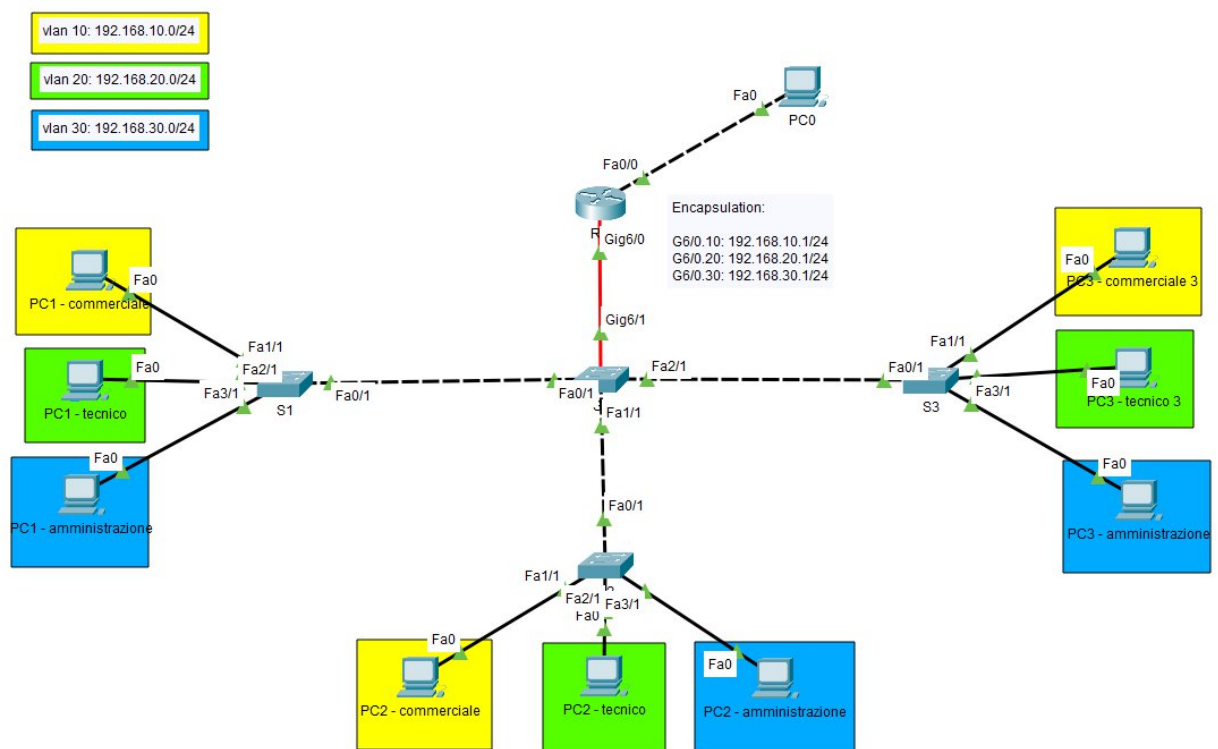 vlan 10: 192.168.10.0/24
vlan 20: 192.168.20.0/24
vlan 30: 192.168.30.0/24
Fa0
PC0
Fa0/0
R
Gig6/0
Encapsulation:
G6/0.10: 192.168.10.1/24
G6/0.20: 192.168.20.1/24
G6/0.30: 192.168.30.1/24
Gig6/1
Fa0
PC1 - commerciale
Fa0
PC1 - tecnico
Fa0
PC1 - amministrazione
Fa1/1
Fa2/1
Fa3/1
Fa0/1
S1
Fa0/1
Fa2/1
Fa1/1
Fa0/1
Fa1/1
Fa3/1
S3
Fa0
PC3 - commerciale 3
Fa0
PC3 - tecnico 3
Fa0
PC3 - amministrazione
Fa0/1
Fa1/1
Fa2/1
Fa3/1
Fa0
Fa0
PC2 - commerciale
PC2 - tecnico
Fa0
PC2 - amministrazione